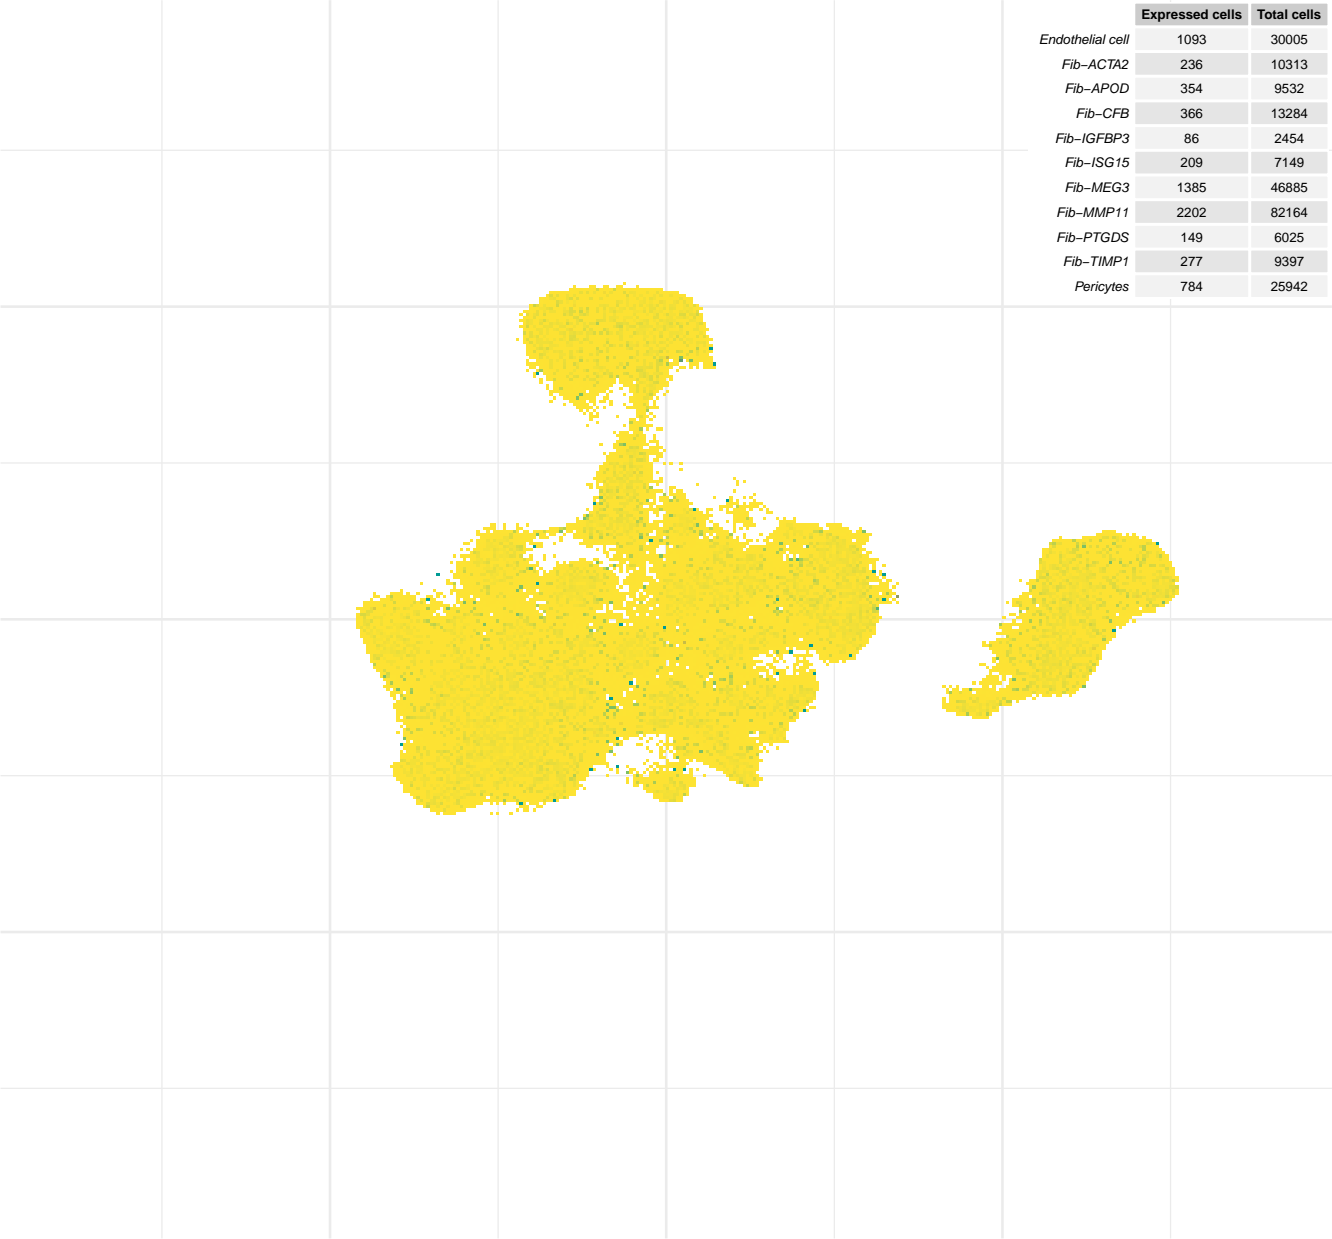 Expressed cells Total cells
Endothelial cell 1093 30005
Fib−ACTA2 236 10313
Fib−APOD 354 9532
Fib−CFB 366 13284
Fib−IGFBP3 86 2454
Fib−ISG15 209 7149
Fib−MEG3 1385 46885
Fib−MMP11 2202 82164
Fib−PTGDS 149 6025
Fib−TIMP1 277 9397
Pericytes 784 25942